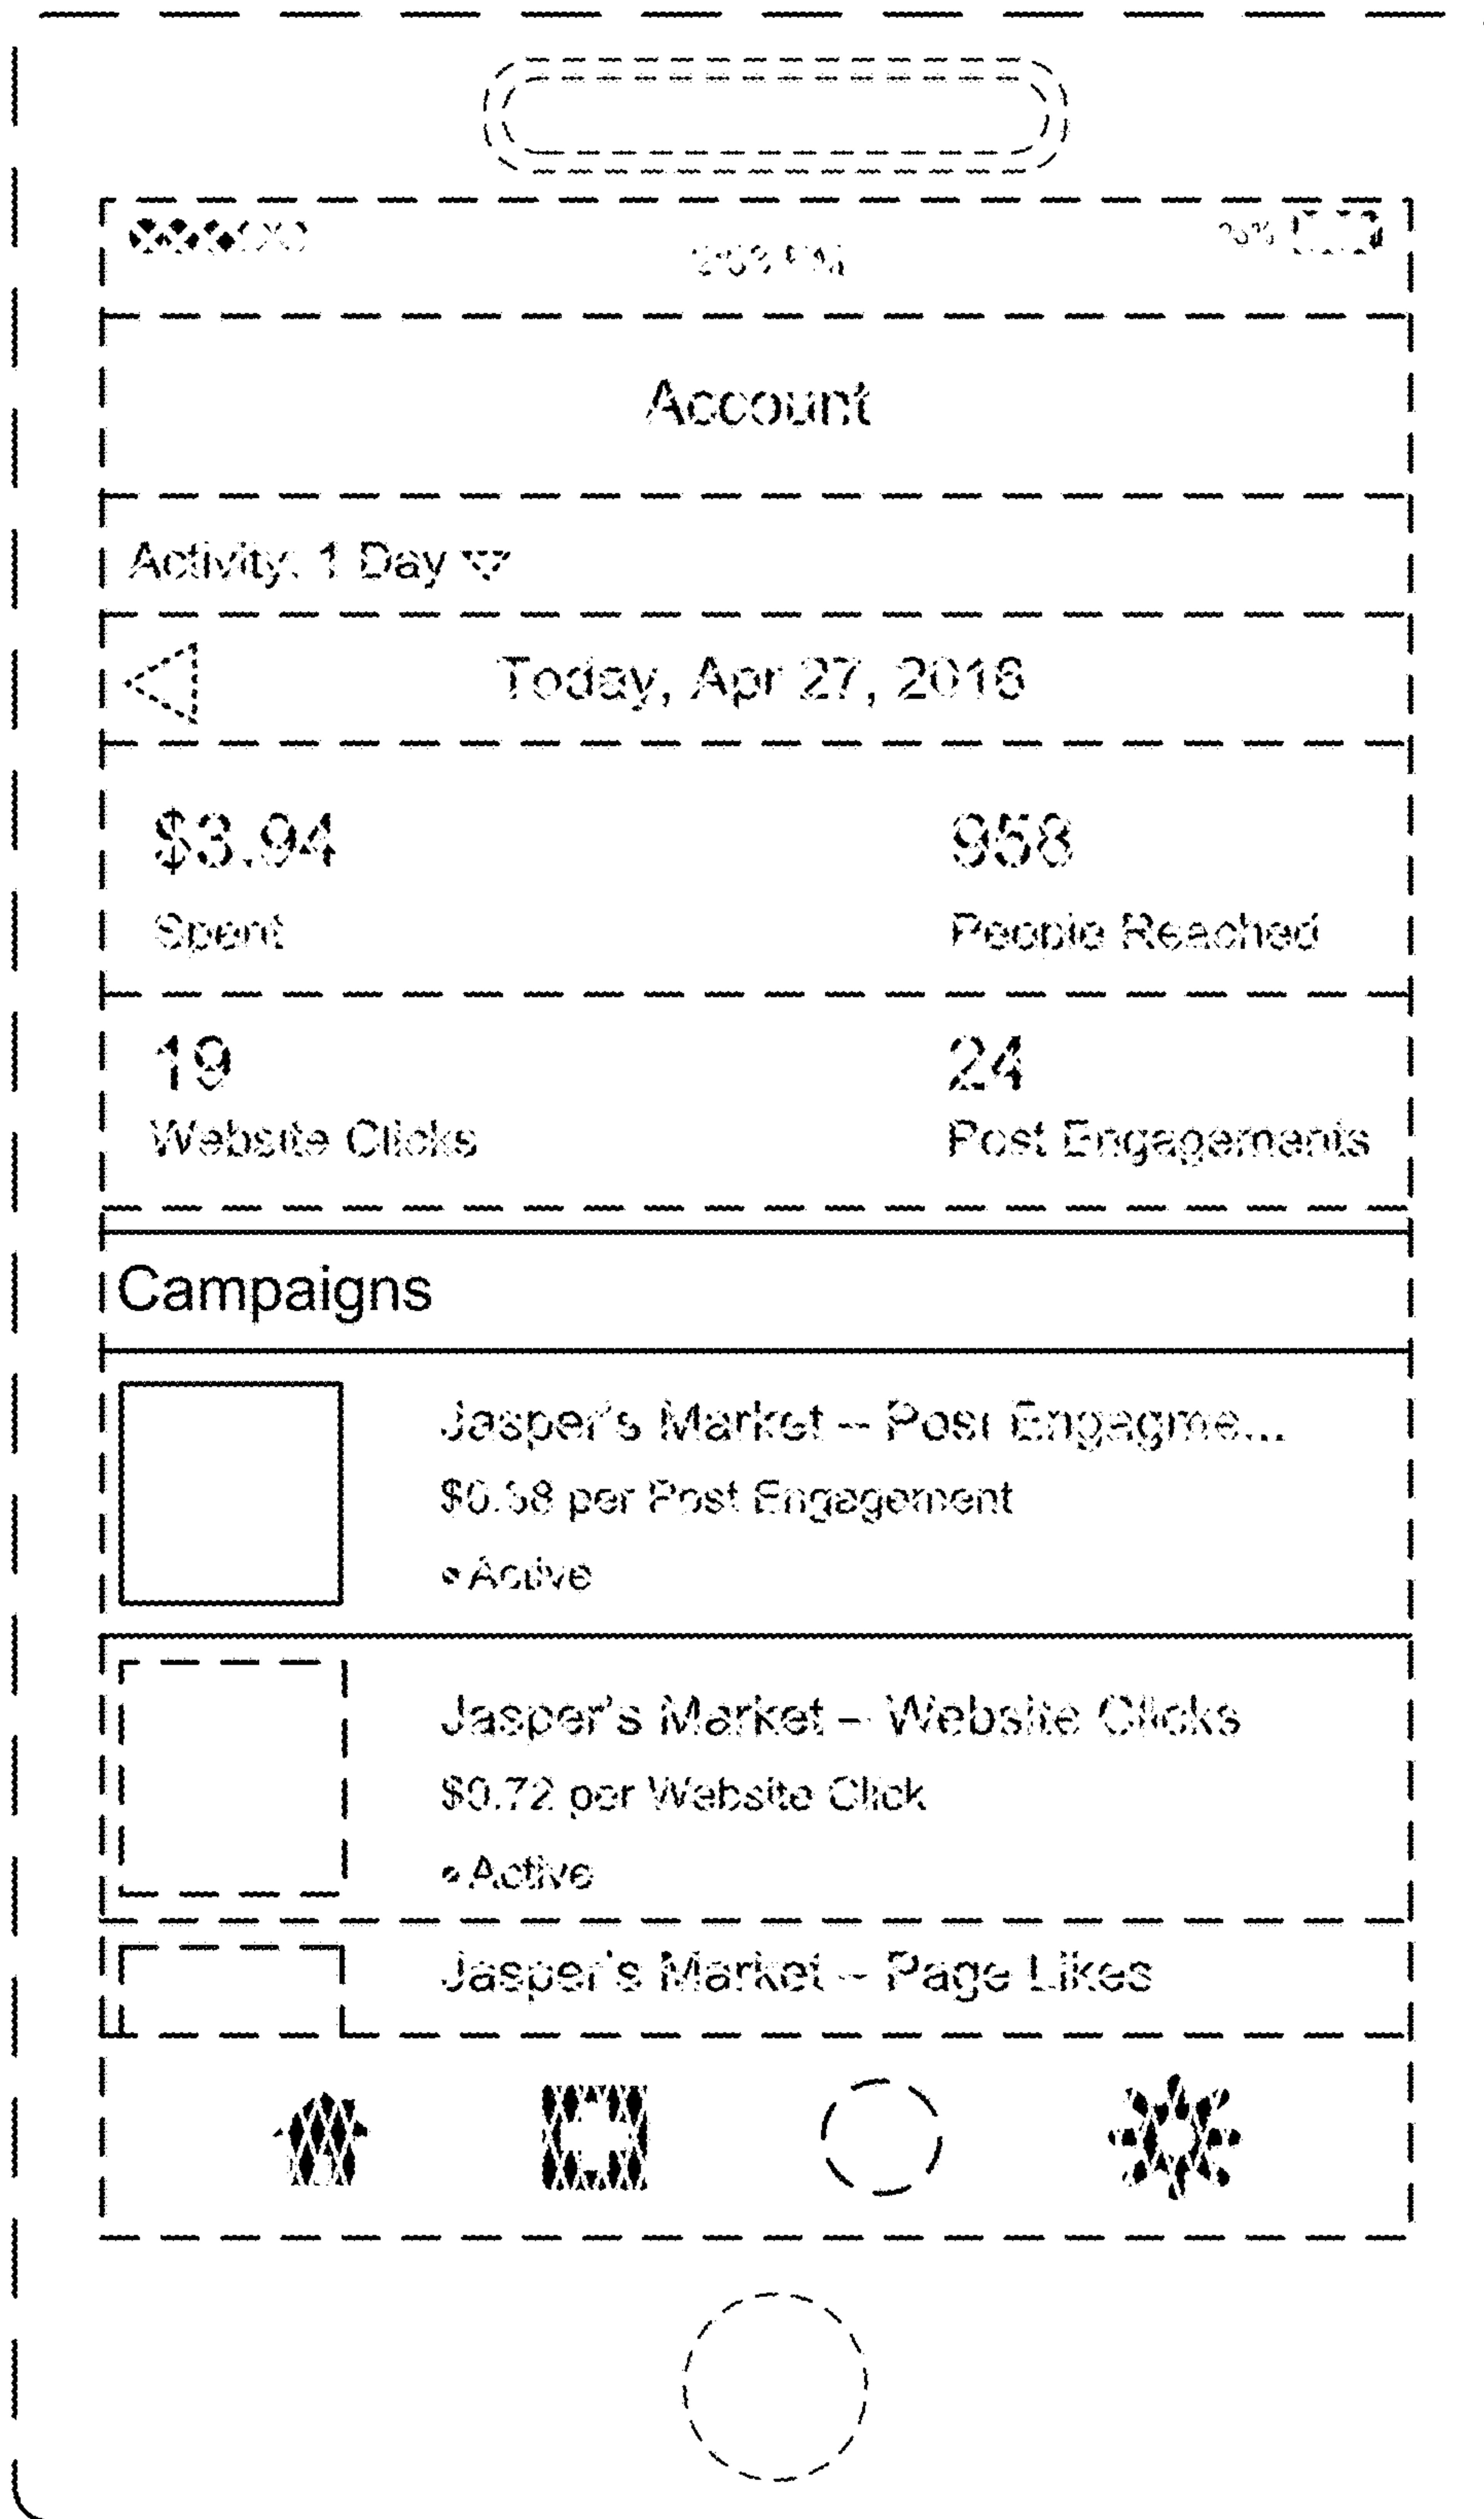 Account
Activity: 1 Day
Today, Apr 27, 2016
$3.94
958
Spent
People Reached
19
24
Website Clicks
Post Engagements
Campaigns
Jasper's Market – Post Engagme...
per Post Engagement
Active
Jasper's Market – Website Clicks
$0.72 per Website Click
Active
Jasper's Market – Page Likes